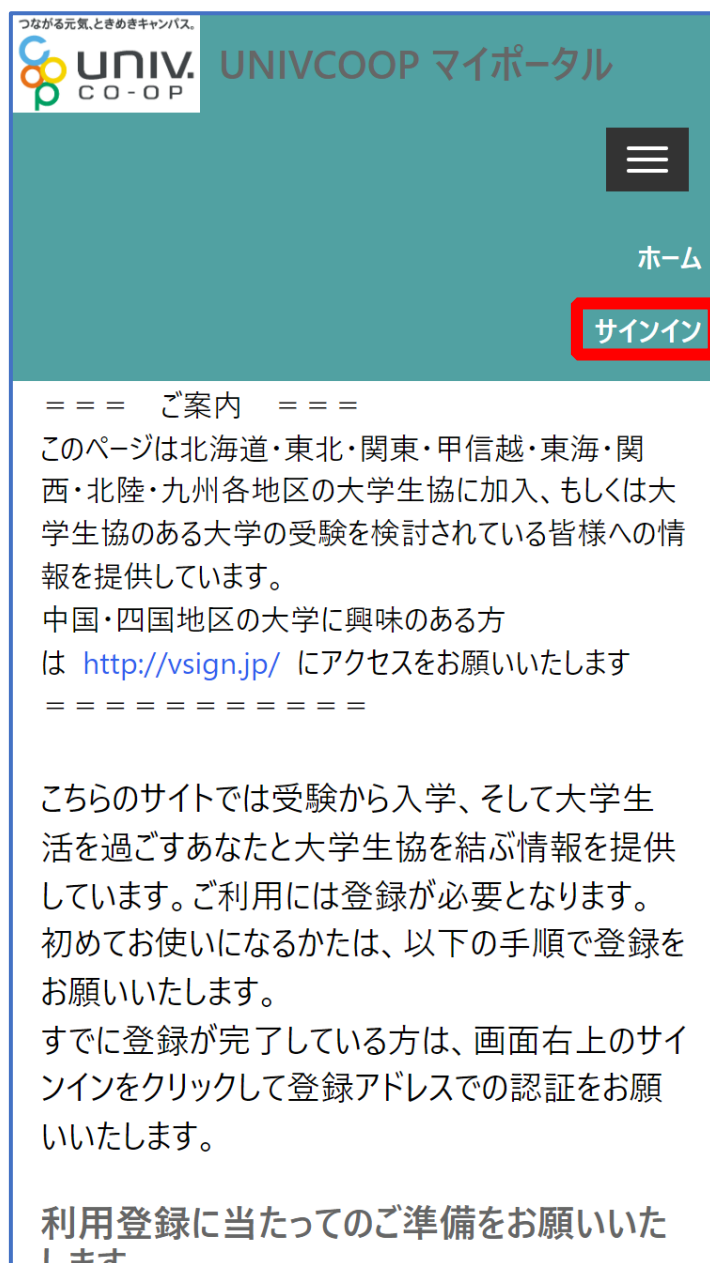 つながる元気、ときめきキャンパス。
UNIV.
CO-OP
UNIVCOOP マイポータル
ホーム
サインイン
＝＝＝　ご案内　＝＝＝
このページは北海道・東北・関東・甲信越・東海・関
西・北陸・九州各地区の大学生協に加入、もしくは大
学生協のある大学の受験を検討されている皆様への情
報を提供しています。
中国・四国地区の大学に興味のある方
は http://vsign.jp/ にアクセスをお願いいたします
＝＝＝＝＝＝＝＝＝＝＝
こちらのサイトでは受験から入学、そして大学生
活を過ごすあなたと大学生協を結ぶ情報を提供
しています。ご利用には登録が必要となります。
初めてお使いになるかたは、以下の手順で登録を
お願いいたします。
すでに登録が完了している方は、画面右上のサイ
ンインをクリックして登録アドレスでの認証をお願
いいたします。
利用登録に当たってのご準備をお願いいた
します